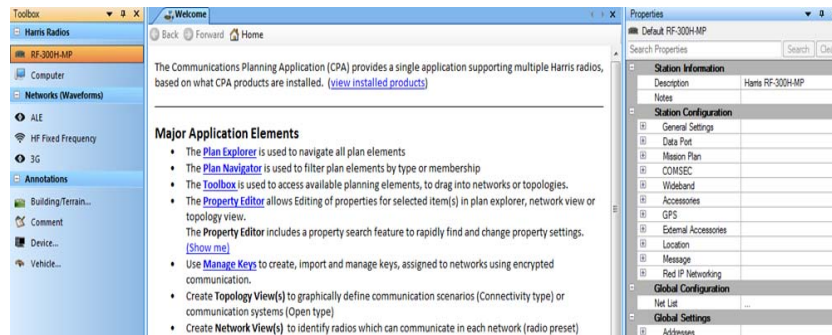 Toolbox
Harris Radios
RF-300H-MP
Computer
Networks (Waveforms)
ALE
HF Fixed Frequency
3G
Annotations
Building/Terrain...
Comment
Device...
Vehicle...
Welcome
Back Forward Home
The Communications Planning Application (CPA) provides a single application supporting multiple Harris radios,
based on what CPA products are installed. (view installed products)
Major Application Elements
• The Plan Explorer is used to navigate all plan elements
• The Plan Navigator is used to filter plan elements by type or membership
• The Toolbox is used to access available planning elements, to drag into networks or topologies.
• The Property Editor allows Editing of properties for selected item(s) in plan explorer, network view or
topology view.
The Property Editor includes a property search feature to rapidly find and change property settings.
(Show me)
• Use Manage Keys to create, import and manage keys, assigned to networks using encrypted
communication.
• Create Topology View(s) to graphically define communication scenarios (Connectivity type) or
communication systems (Open type)
• Create Network View(s) to identify radios which can communicate in each network (radio preset)
Properties
Default RF-300H-MP
Search Properties Search Clea
Station Information
Description Harris RF-300H-MP
Notes
Station Configuration
General Settings
Data Port
Mission Plan
COMSEC
Wideband
Accessories
GPS
External Accessories
Location
Message
Red IP Networking
Global Configuration
Net List ...
Global Settings
Addresses